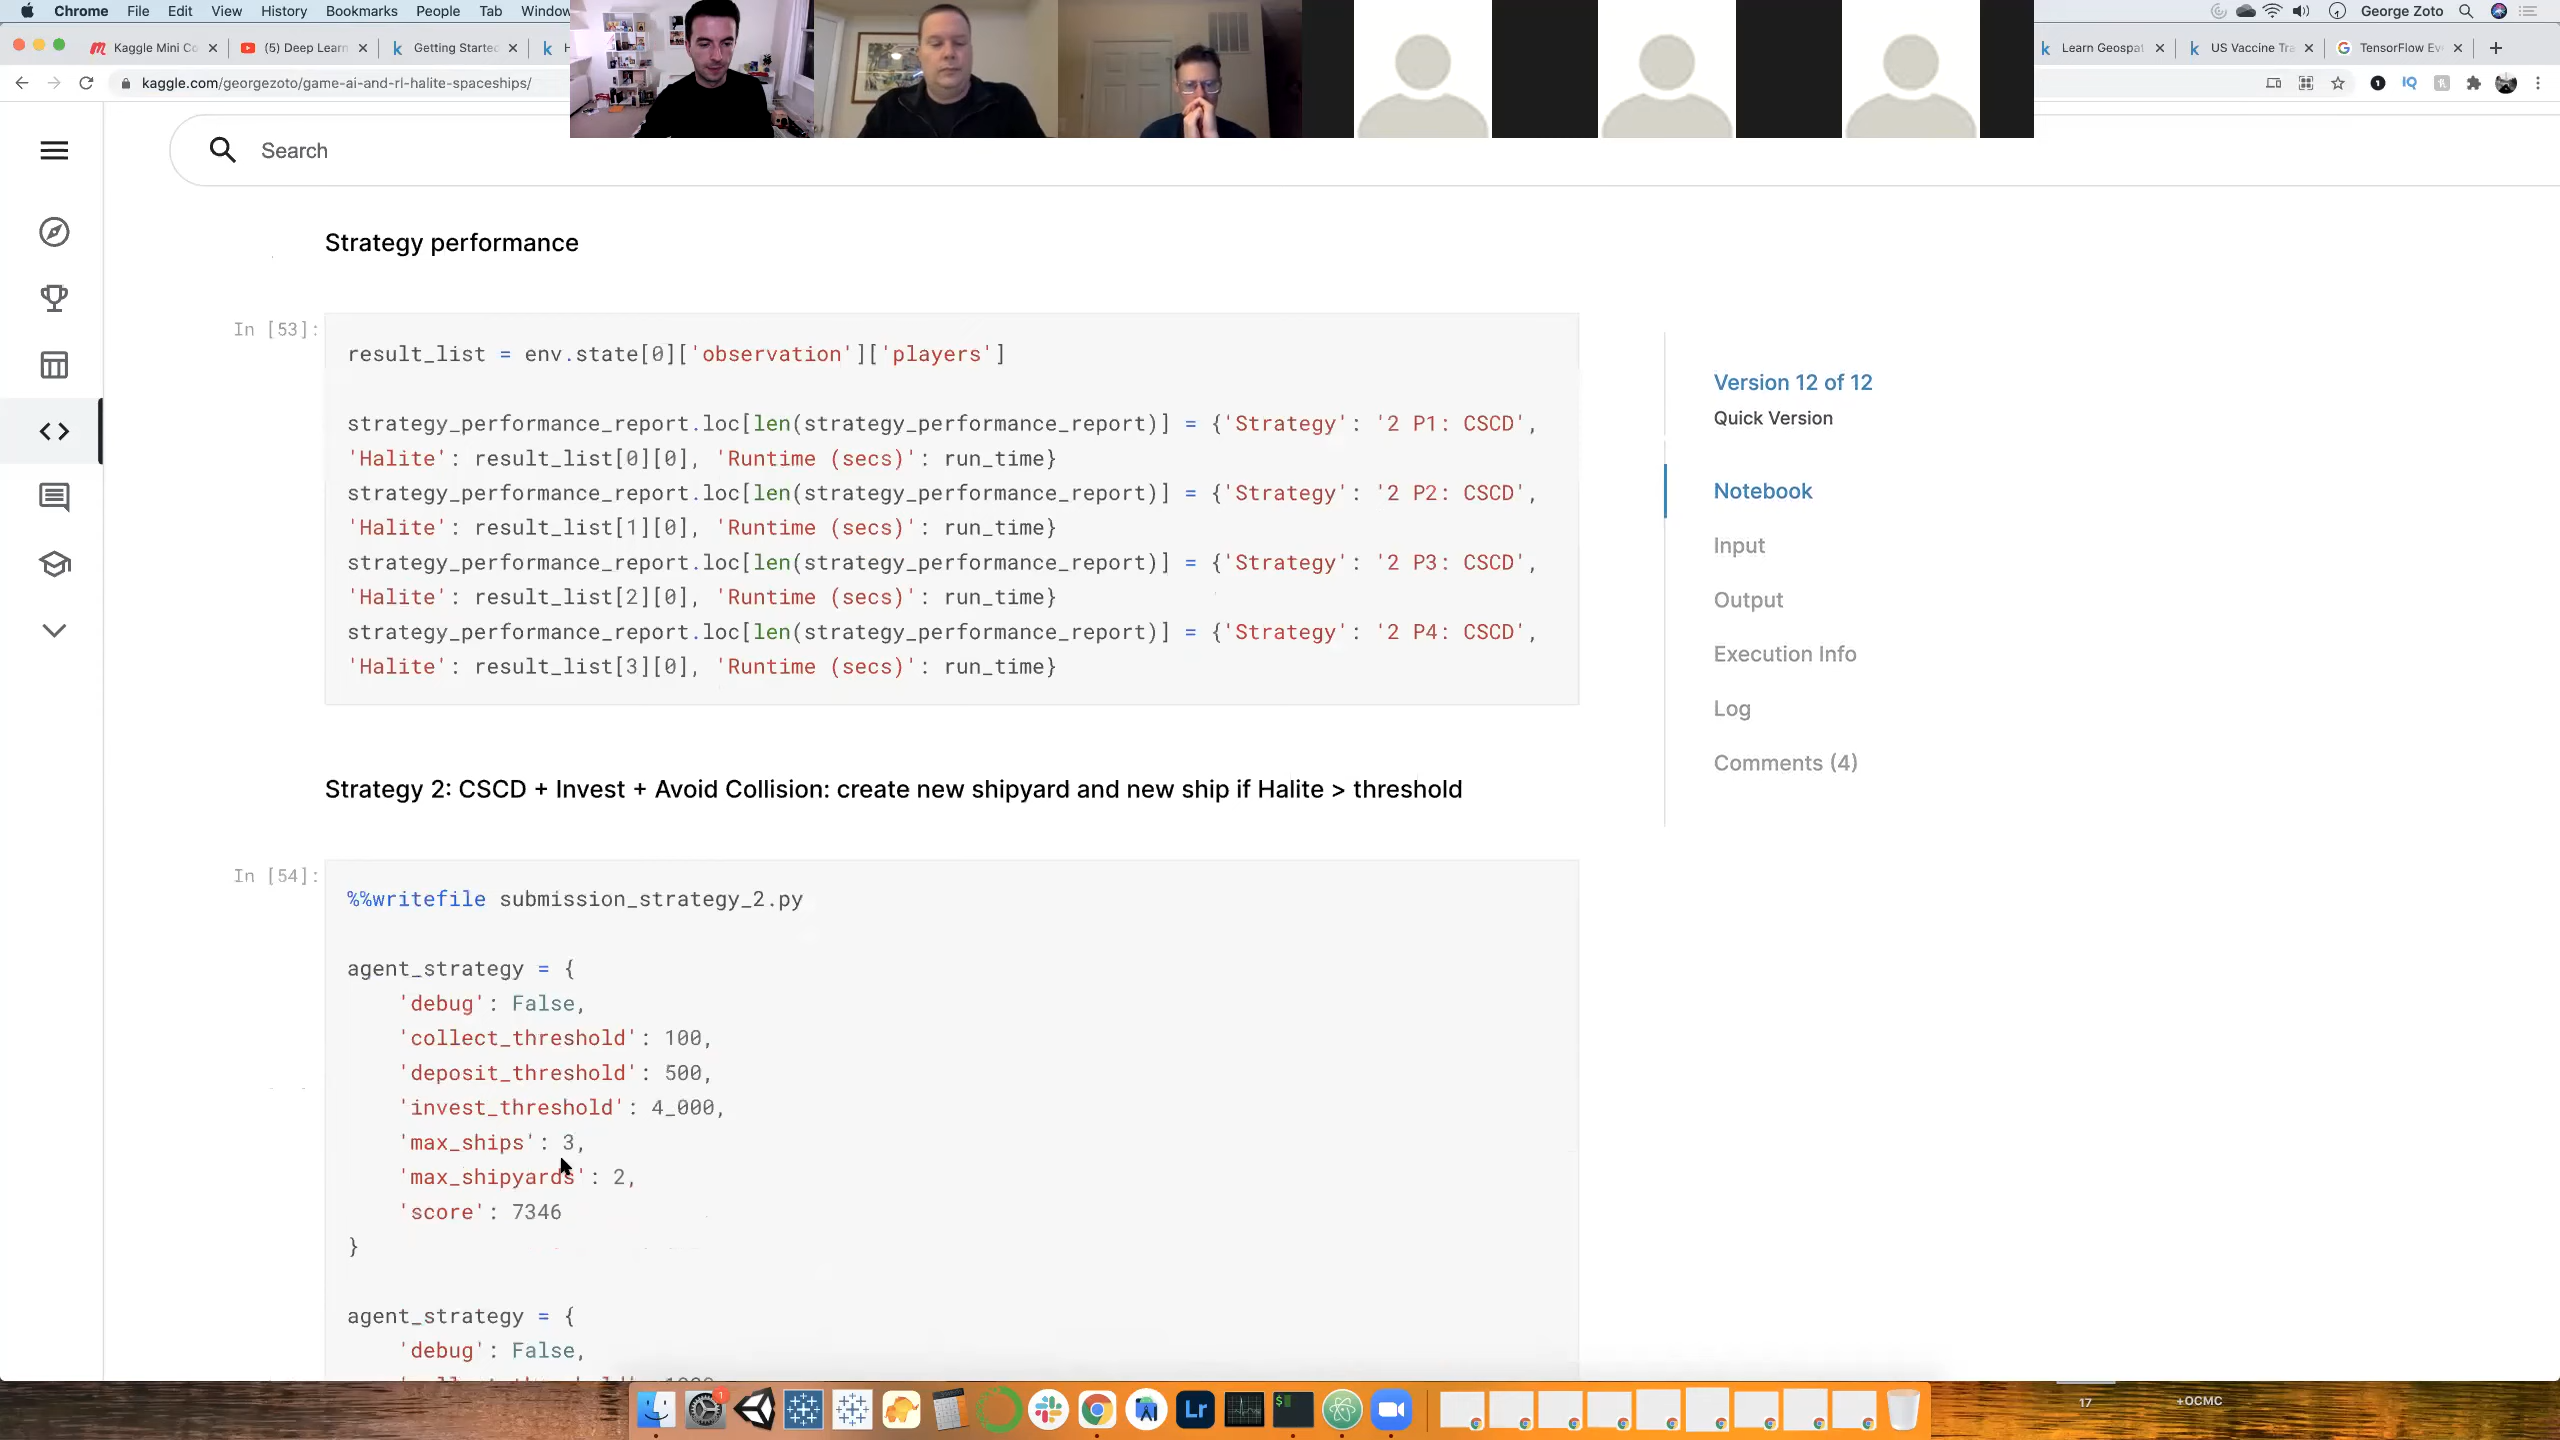 Chrome File Edit View History Bookmarks People Tab Window
George Zoto
Kaggle Mini Co
(5) Deep Learn
Getting Starte
Learn Geospat
US Vaccine Tra
TensorFlow Ev
kaggle.com/georgezoto/game-ai-and-rl-halite-spaceships/
Search
Strategy performance
In [53]:
result_list = env.state[0]['observation']['players']
strategy_performance_report.loc[len(strategy_performance_report)] = {'Strategy': '2 P1: CSCD',
'Halite': result_list[0][0], 'Runtime (secs)': run_time}
strategy_performance_report.loc[len(strategy_performance_report)] = {'Strategy': '2 P2: CSCD',
'Halite': result_list[1][0], 'Runtime (secs)': run_time}
strategy_performance_report.loc[len(strategy_performance_report)] = {'Strategy': '2 P3: CSCD',
'Halite': result_list[2][0], 'Runtime (secs)': run_time}
strategy_performance_report.loc[len(strategy_performance_report)] = {'Strategy': '2 P4: CSCD',
'Halite': result_list[3][0], 'Runtime (secs)': run_time}
Version 12 of 12
Quick Version
Notebook
Input
Output
Execution Info
Log
Comments (4)
Strategy 2: CSCD + Invest + Avoid Collision: create new shipyard and new ship if Halite > threshold
In [54]:
%%writefile submission_strategy_2.py
agent_strategy = {
'debug': False,
'collect_threshold': 100,
'deposit_threshold': 500,
'invest_threshold': 4_000,
'max_ships': 3,
'max_shipyards': 2,
'score': 7346
}
agent_strategy = {
'debug': False,
Lr
17
+OCMC